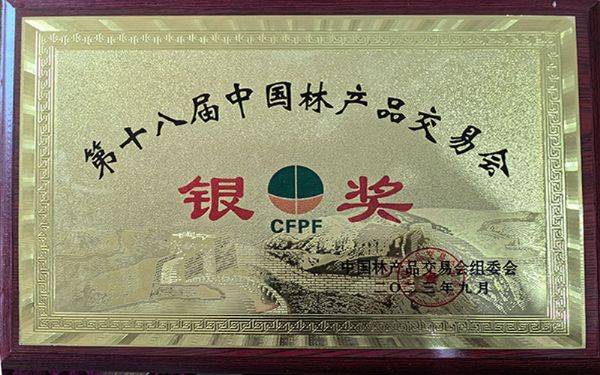 第十八届中国林产品交易会
银奖
CFPF
中国林产品交易会组委会
二〇二三年九月